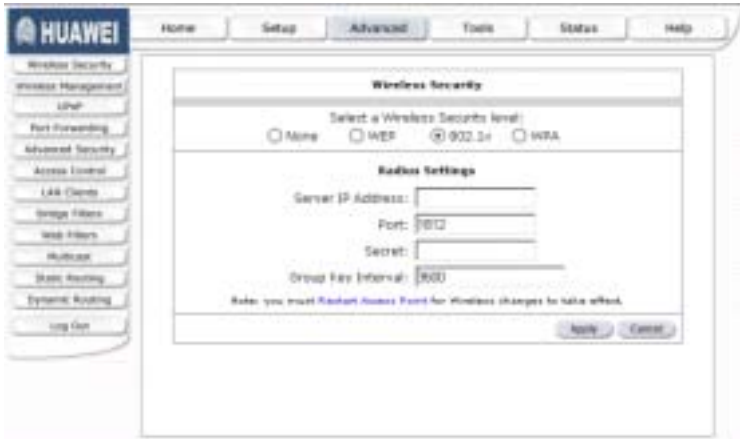 HUAWEI
Home
Setup
Advanced
Tools
Status
Help
Wireless Security
Wireless Management
UPnP
Port Forwarding
Advanced Security
Access Control
LAN Clients
Bridge Filters
Web Filters
Multicast
Static Routing
Dynamic Routing
Log Out
Wireless Security
Select a Wireless Security level:
None WEP 802.1x WPA
Radius Settings
Server IP Address:
Port: 1812
Secret:
Group Key Interval: 3600
Note: you must Restart Access Point for Wireless changes to take effect.
Apply Cancel